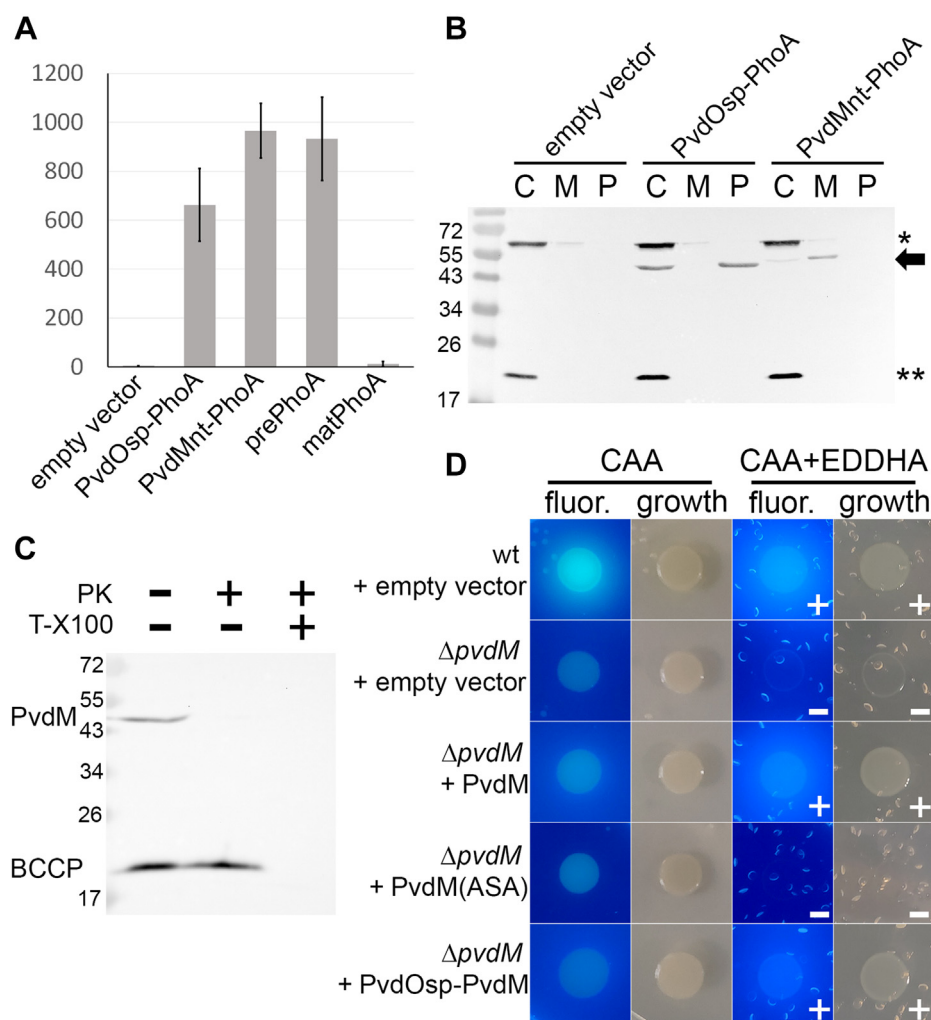 A
1200
1000
800
600
400
200
0
empty vector
PvdOsp-PhoA
PvdMnt-PhoA
prePhoA
matPhoA
B
empty vector
PvdOsp-PhoA
PvdMnt-PhoA
C M P C M P C M P
72
55
43
34
26
17
*
**
C
PK - + +
T-X100 - - +
72
55
43
34
26
17
PvdM
BCCP
D
CAA CAA+EDDHA
fluor. growth fluor. growth
wt
+ empty vector
+ +
ΔpvdM
+ empty vector
- -
ΔpvdM
+ PvdM
+ +
ΔpvdM
+ PvdM(ASA)
- -
ΔpvdM
+ PvdOsp-PvdM
+ +